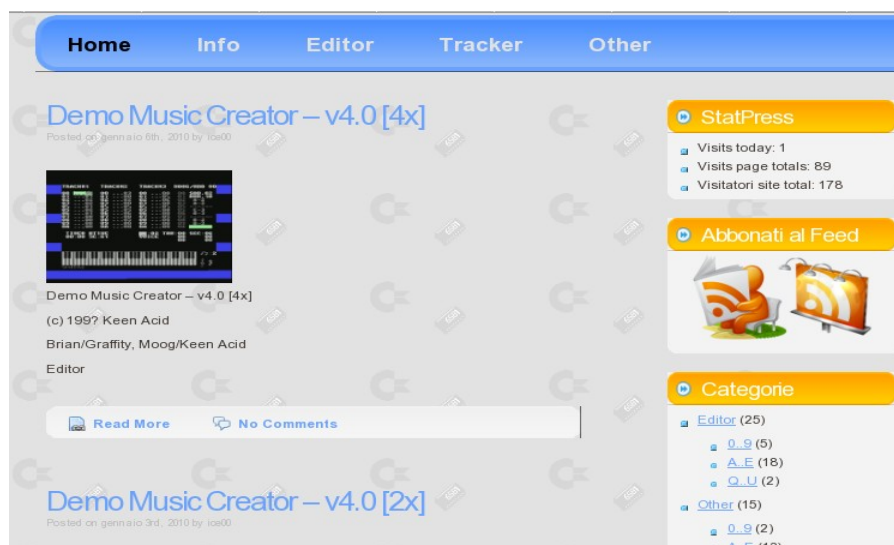 Home Info Editor Tracker Other
Demo Music Creator – v4.0 [4x]
Posted on gennaio 6th, 2010 by ice00
Demo Music Creator – v4.0 [4x]
(c) 199? Keen Acid
Brian/Graffity, Moog/Keen Acid
Editor
Read More No Comments
Demo Music Creator – v4.0 [2x]
Posted on gennaio 3rd, 2010 by ice00
StatPress
Visits today: 1
Visits page totals: 89
Visitatori site total: 178
Abbonati al Feed
Categorie
Editor (25)
0..9 (5)
A..E (18)
Q..U (2)
Other (15)
0..9 (2)